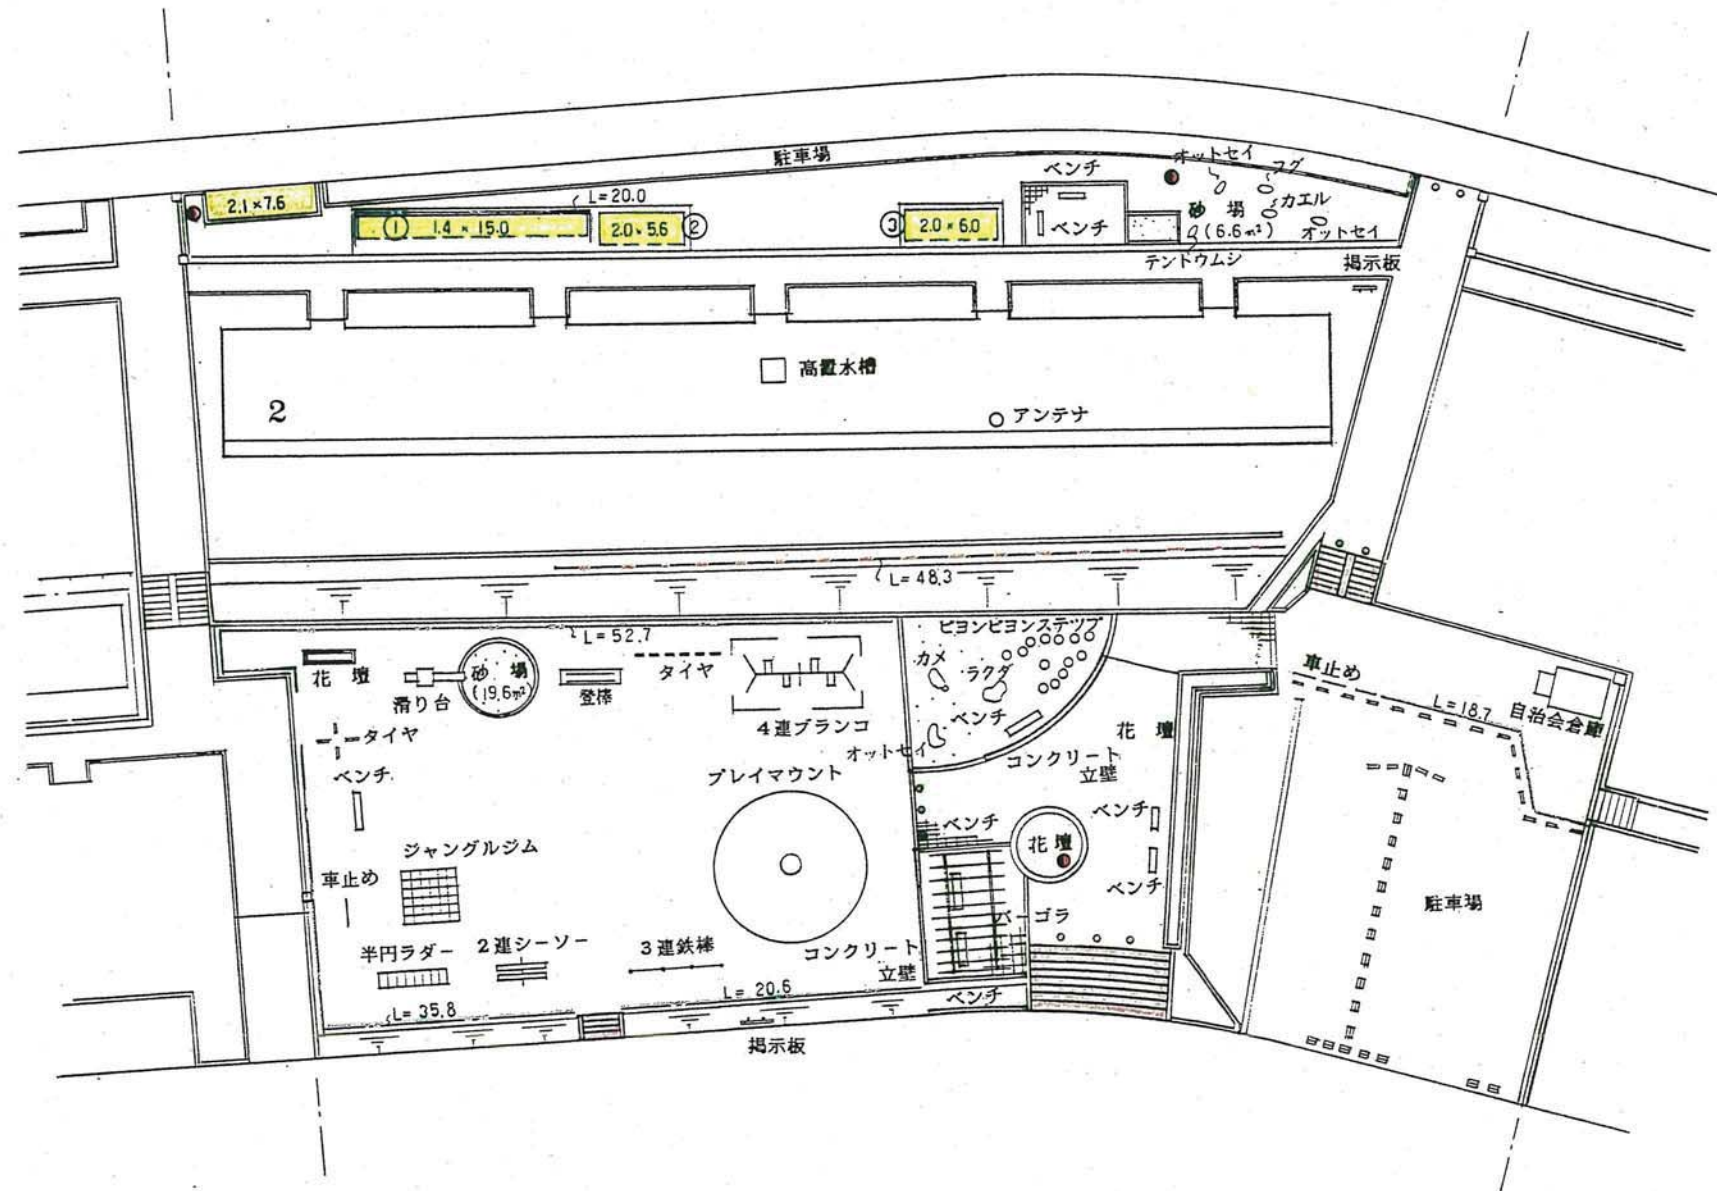 駐車場
オットセイ
フグ
ベンチ
2.1×7.6
L=20.0
カエル
① 1.4×15.0
2.0×5.6 ②
③ 2.0×6.0
ベンチ
砂場
(6.6m²)
オットセイ
テントウムシ
掲示板
高置水槽
2
アンテナ
L=48.3
L=52.7
ピョンピョンステップ
花壇
滑り台
砂場
(19.6m²)
登棒
タイヤ
4連ブランコ
カメ
ラクダ
ベンチ
オットセイ
車止め
L=18.7
自治会倉庫
タイヤ
ベンチ
プレイマウント
花壇
コンクリート
立壁
ジャングルジム
ベンチ
花壇
ベンチ
ベンチ
車止め
パーゴラ
駐車場
半円ラダー
2連シーソー
3連鉄棒
コンクリート
立壁
L=35.8
L=20.6
ベンチ
掲示板